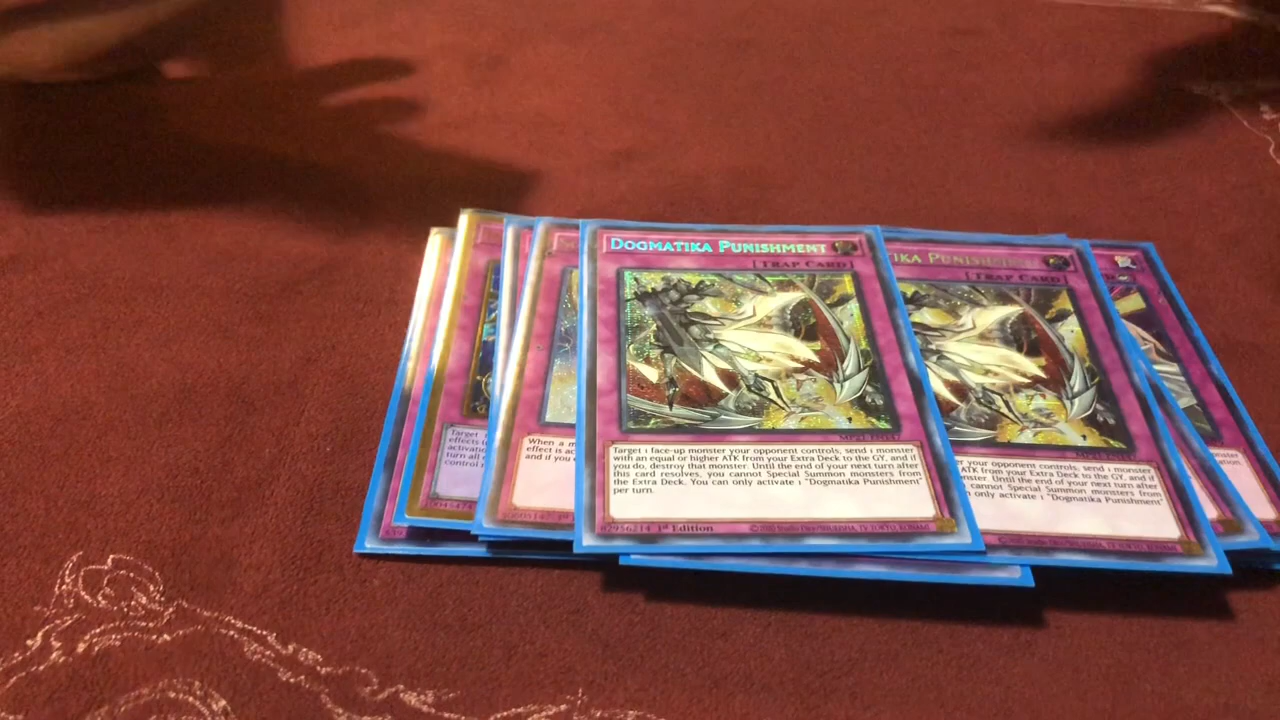 DOGMATIKA PUNISHMENT
[TRAP CARD]
Target 1 face-up monster your opponent controls, send 1 monster
with an equal or higher ATK from your Extra Deck to the GY, and if
you do, destroy that monster. Until the end of your next turn after
this card resolves, you cannot Special Summon monsters from
the Extra Deck. You can only activate 1 "Dogmatika Punishment"
per turn.
82956214 1st Edition
IKA PUNISHMENT
[TRAP CARD]
your opponent controls, send 1 monster
ATK from your Extra Deck to the GY, and if
Until the end of your next turn after
cannot Special Summon monsters from
only activate 1 "Dogmatika Punishment"
When a m
effect is ac
and if you
Target
effects
turn all
control